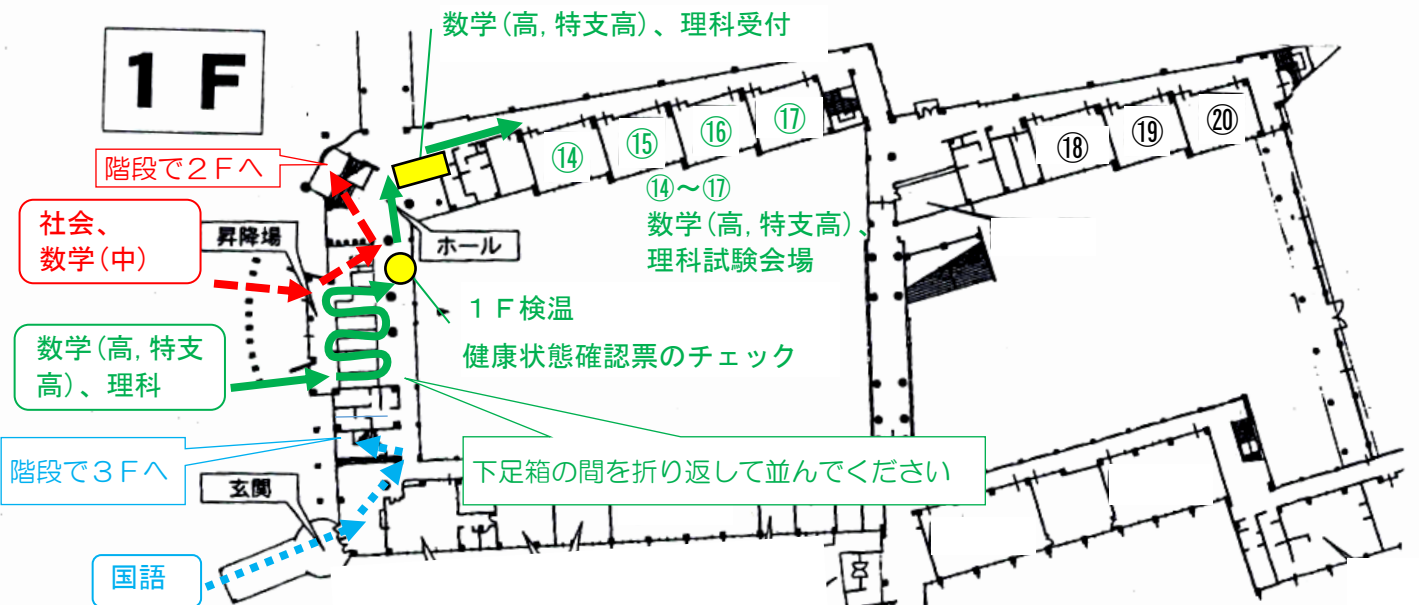 数学(高,特支高)、理科受付
１Ｆ
⑭
⑮
⑯
⑰
⑱
⑲
⑳
階段で２Ｆへ
⑭～⑰
数学(高,特支高)、
理科試験会場
社会、
数学(中)
昇降場
ホール
１Ｆ検温
健康状態確認票のチェック
数学(高,特支
高)、理科
階段で３Ｆへ
下足箱の間を折り返して並んでください
玄関
国語